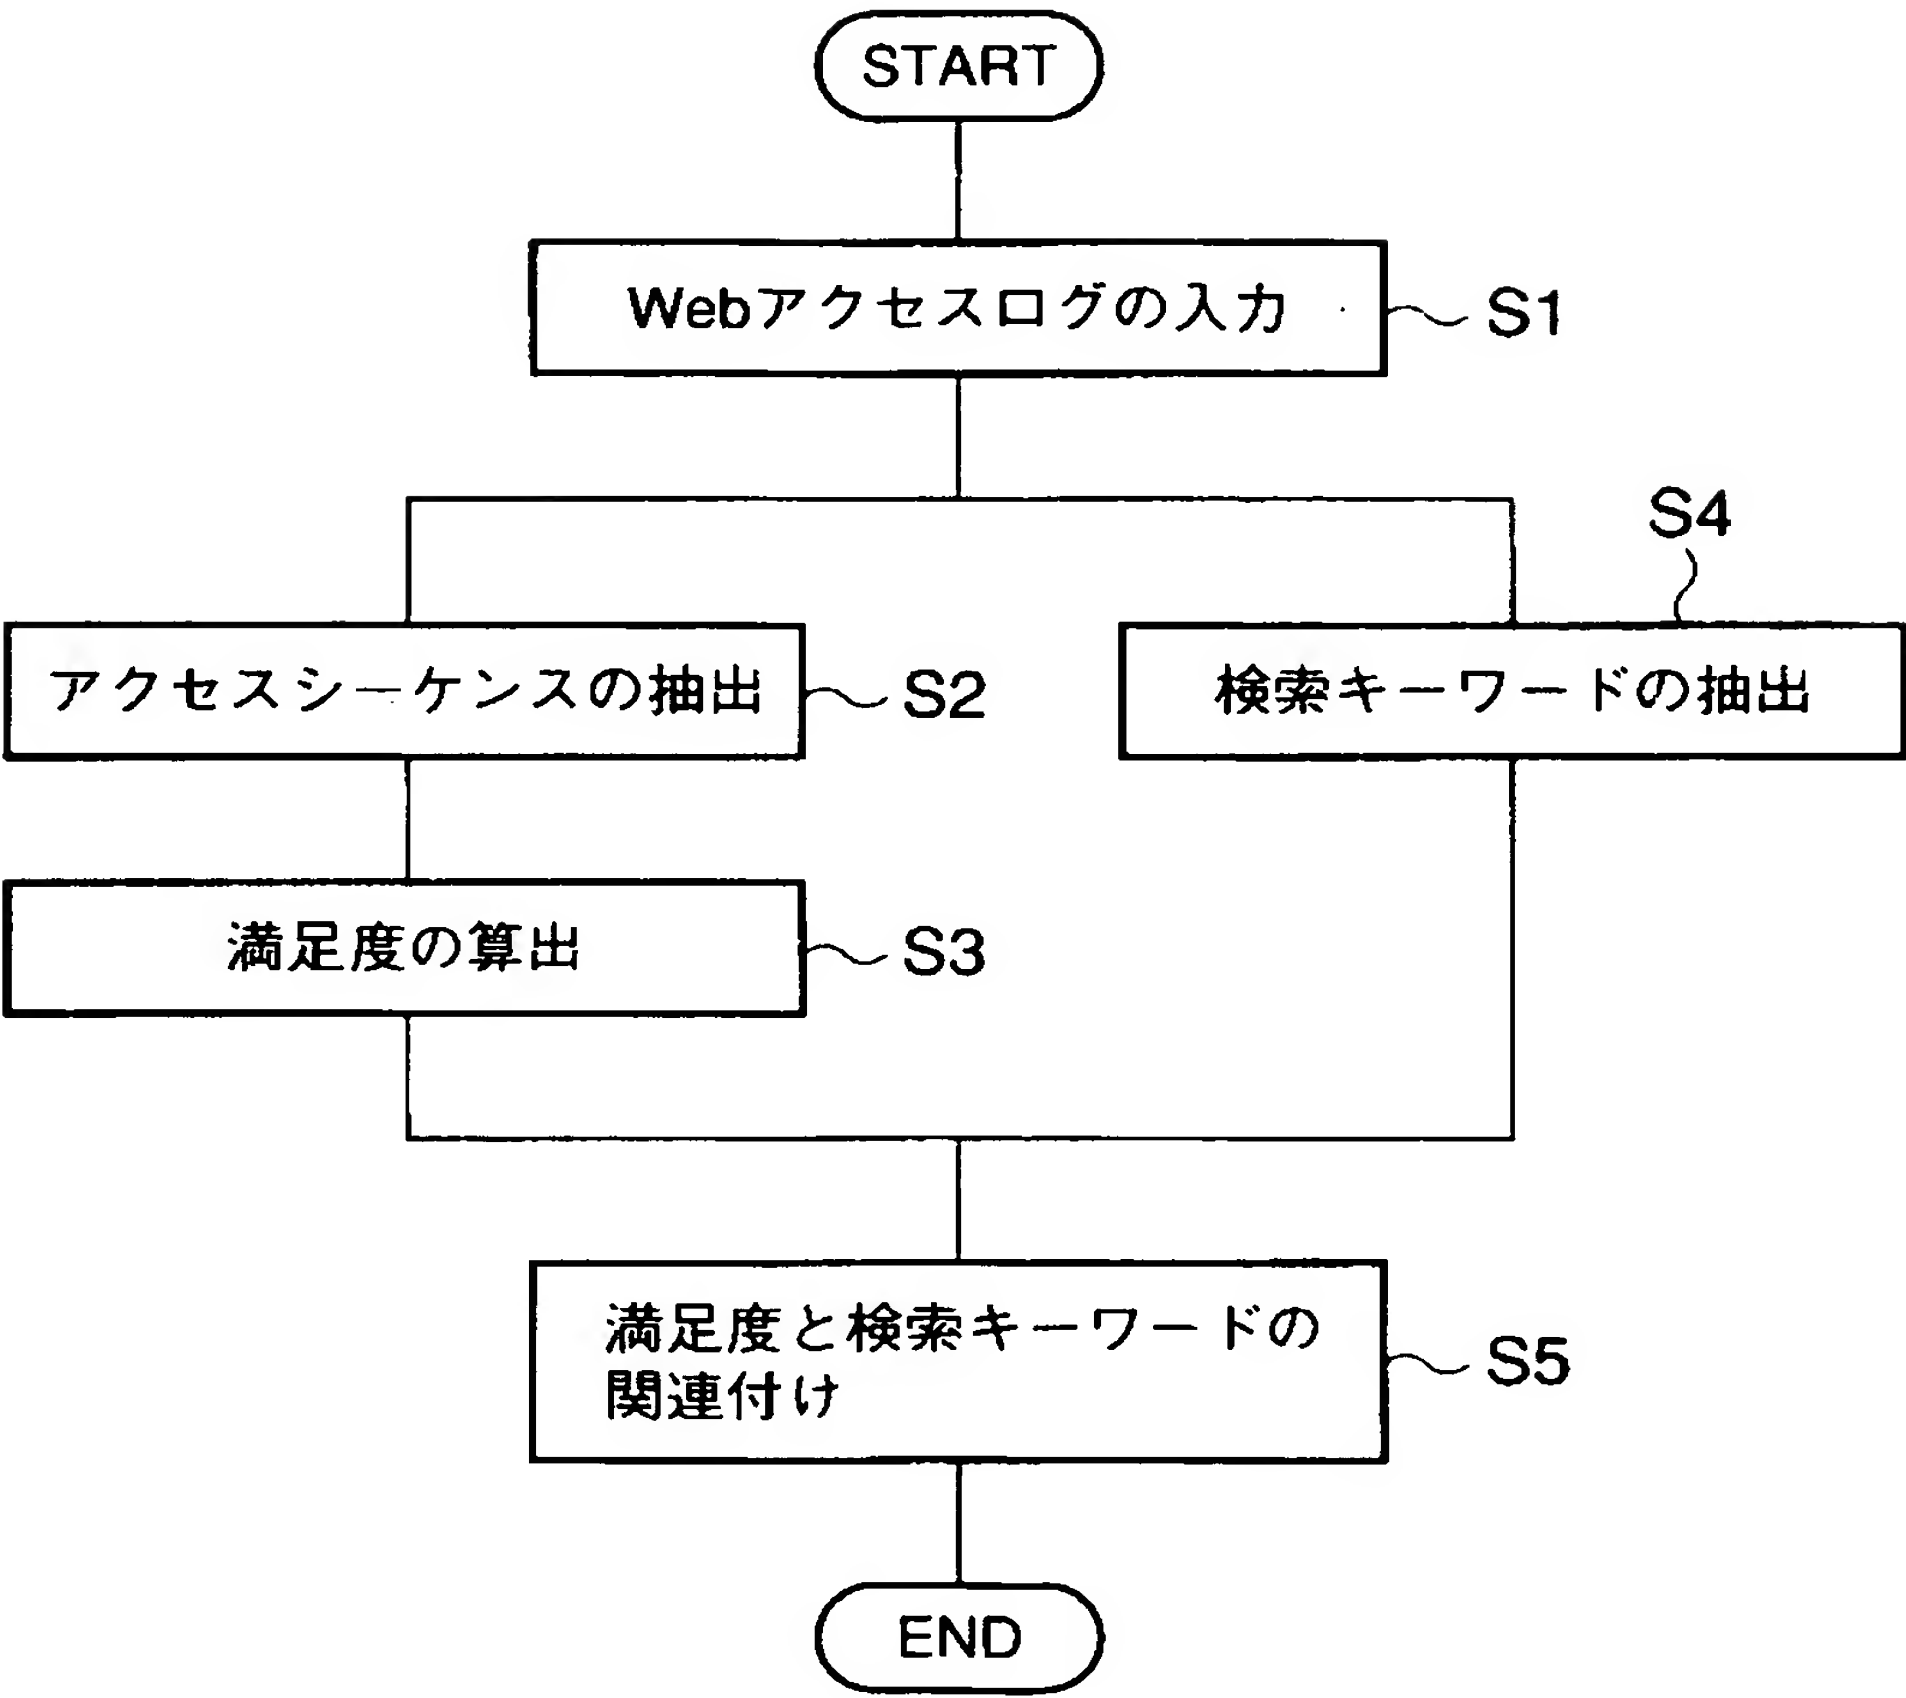 START
Webアクセスログの入力
S1
S4
アクセスシーケンスの抽出
S2
検索キーワードの抽出
満足度の算出
S3
満足度と検索キーワードの
関連付け
S5
END